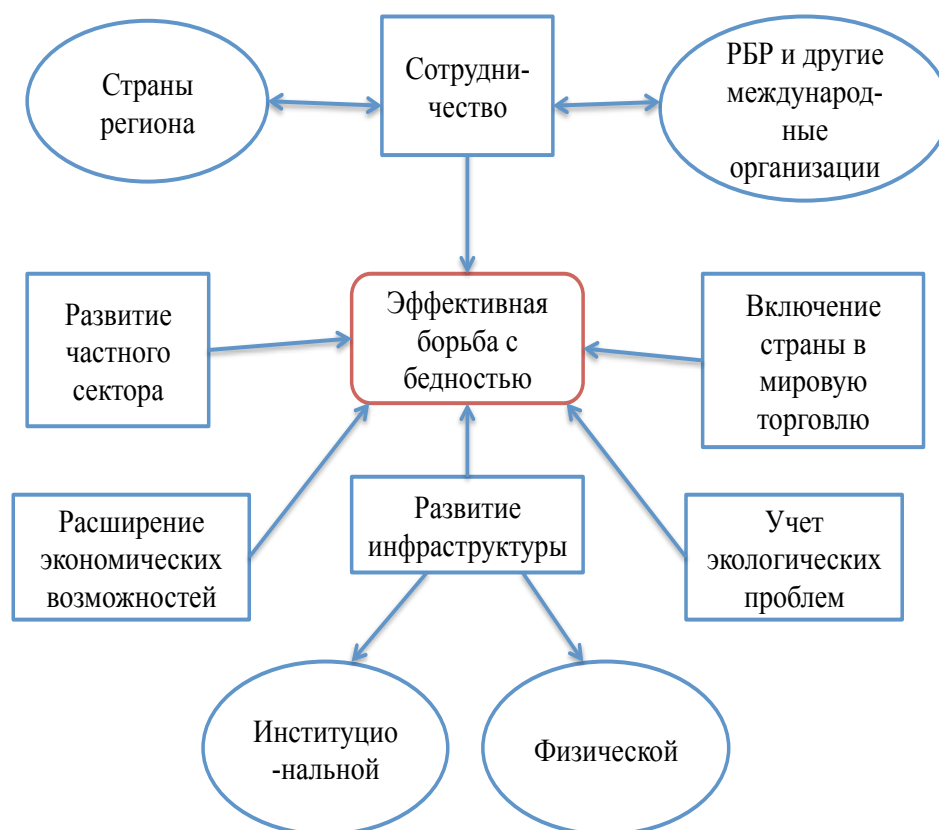 Страны
региона
Сотрудни-
чество
РБР и другие
международ-
ные
организации
Развитие
частного
сектора
Эффективная
борьба с
бедностью
Включение
страны в
мировую
торговлю
Расширение
экономических
возможностей
Развитие
инфраструктуры
Учет
экологических
проблем
Институцио
-нальной
Физической